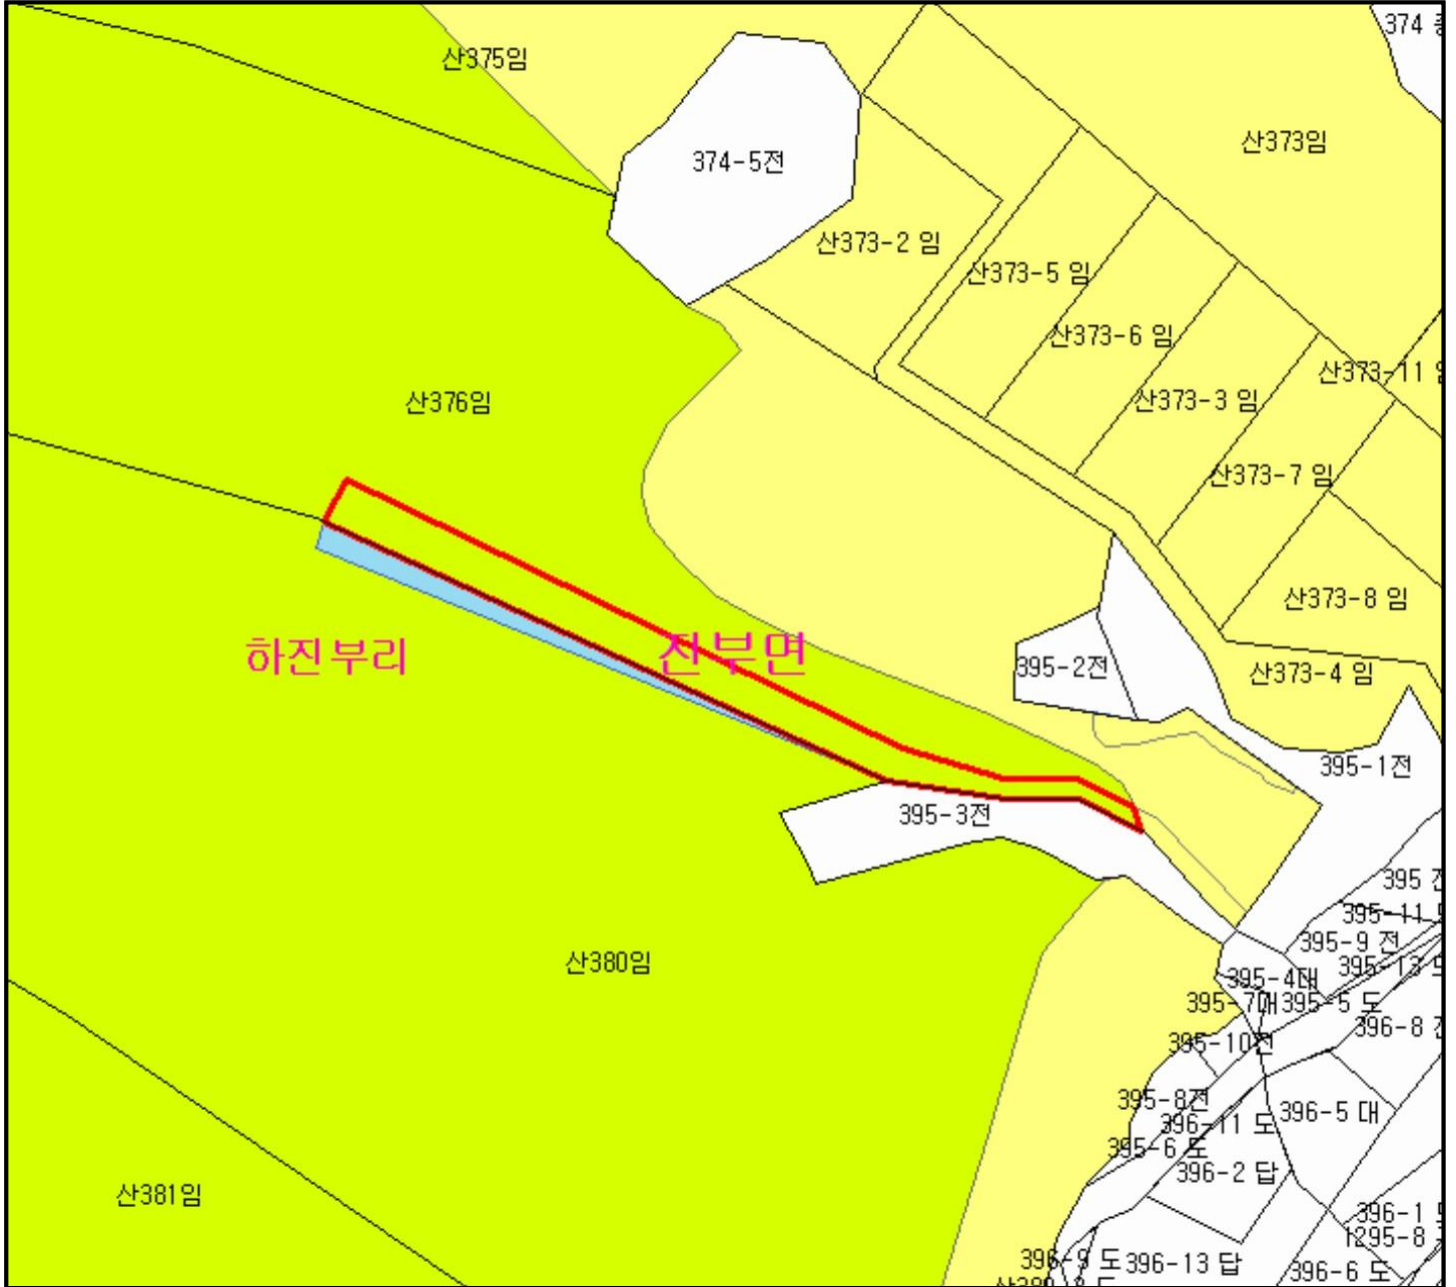 374
산375임
산373임
374-5전
산373-2 임
산373-5 임
산373-6 임
산373-11
산373-3 임
산376임
산373-7 임
산373-8 임
하진부리
진부면
395-2전
산373-4 임
395-1전
395-3전
395 전
395-11
395-9 전
산380임
395-13
395-4대
395-7대
395-5 도
396-8
395-10전
395-8전
396-5 대
396-11 도
395-6 도
396-2 답
산381임
396-1
1295-8
396-9 도
396-13 답
396-6 도